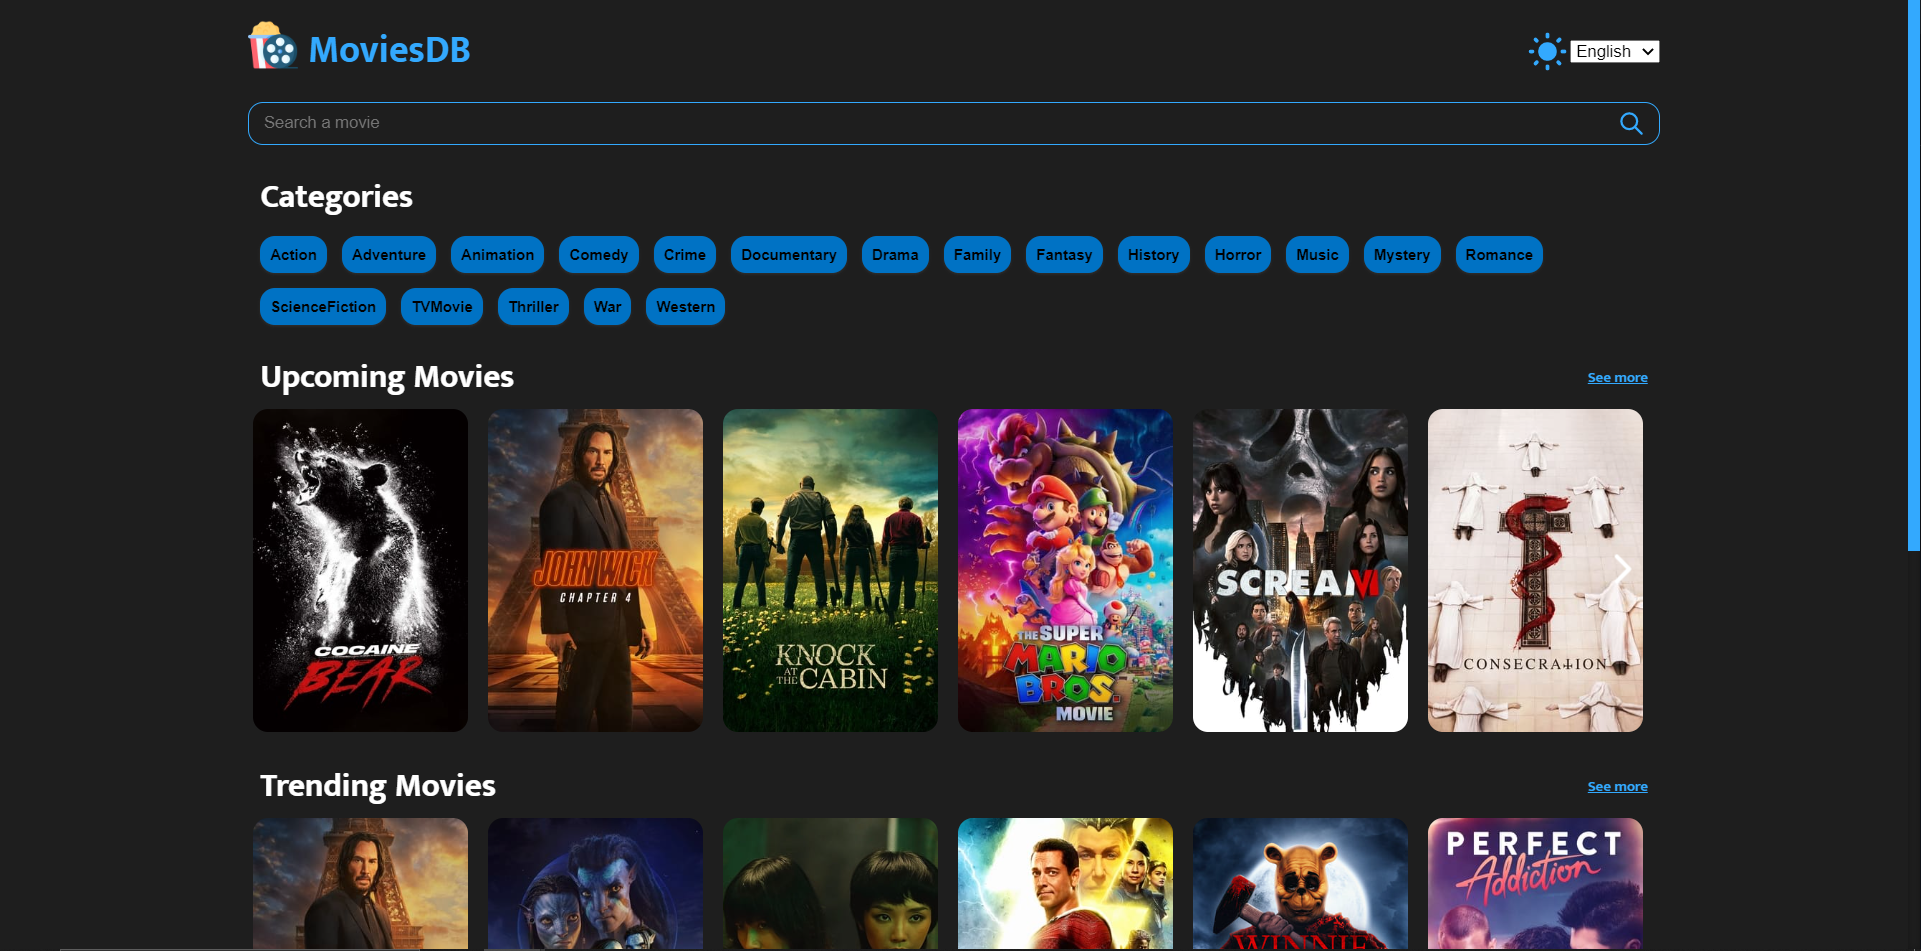 MoviesDB
English
Search a movie
Categories
Action Adventure Animation Comedy Crime Documentary Drama Family Fantasy History Horror Music Mystery Romance
ScienceFiction TVMovie Thriller War Western
Upcoming Movies
See more
COCAINE
BEAR
JOHN WICK
CHAPTER 4
KNOCK
AT THE CABIN
THE SUPER
MARIO
BROS.
MOVIE
SCREAM VI
CONSECRATION
Trending Movies
See more
WINNIE
PERFECT
Addiction